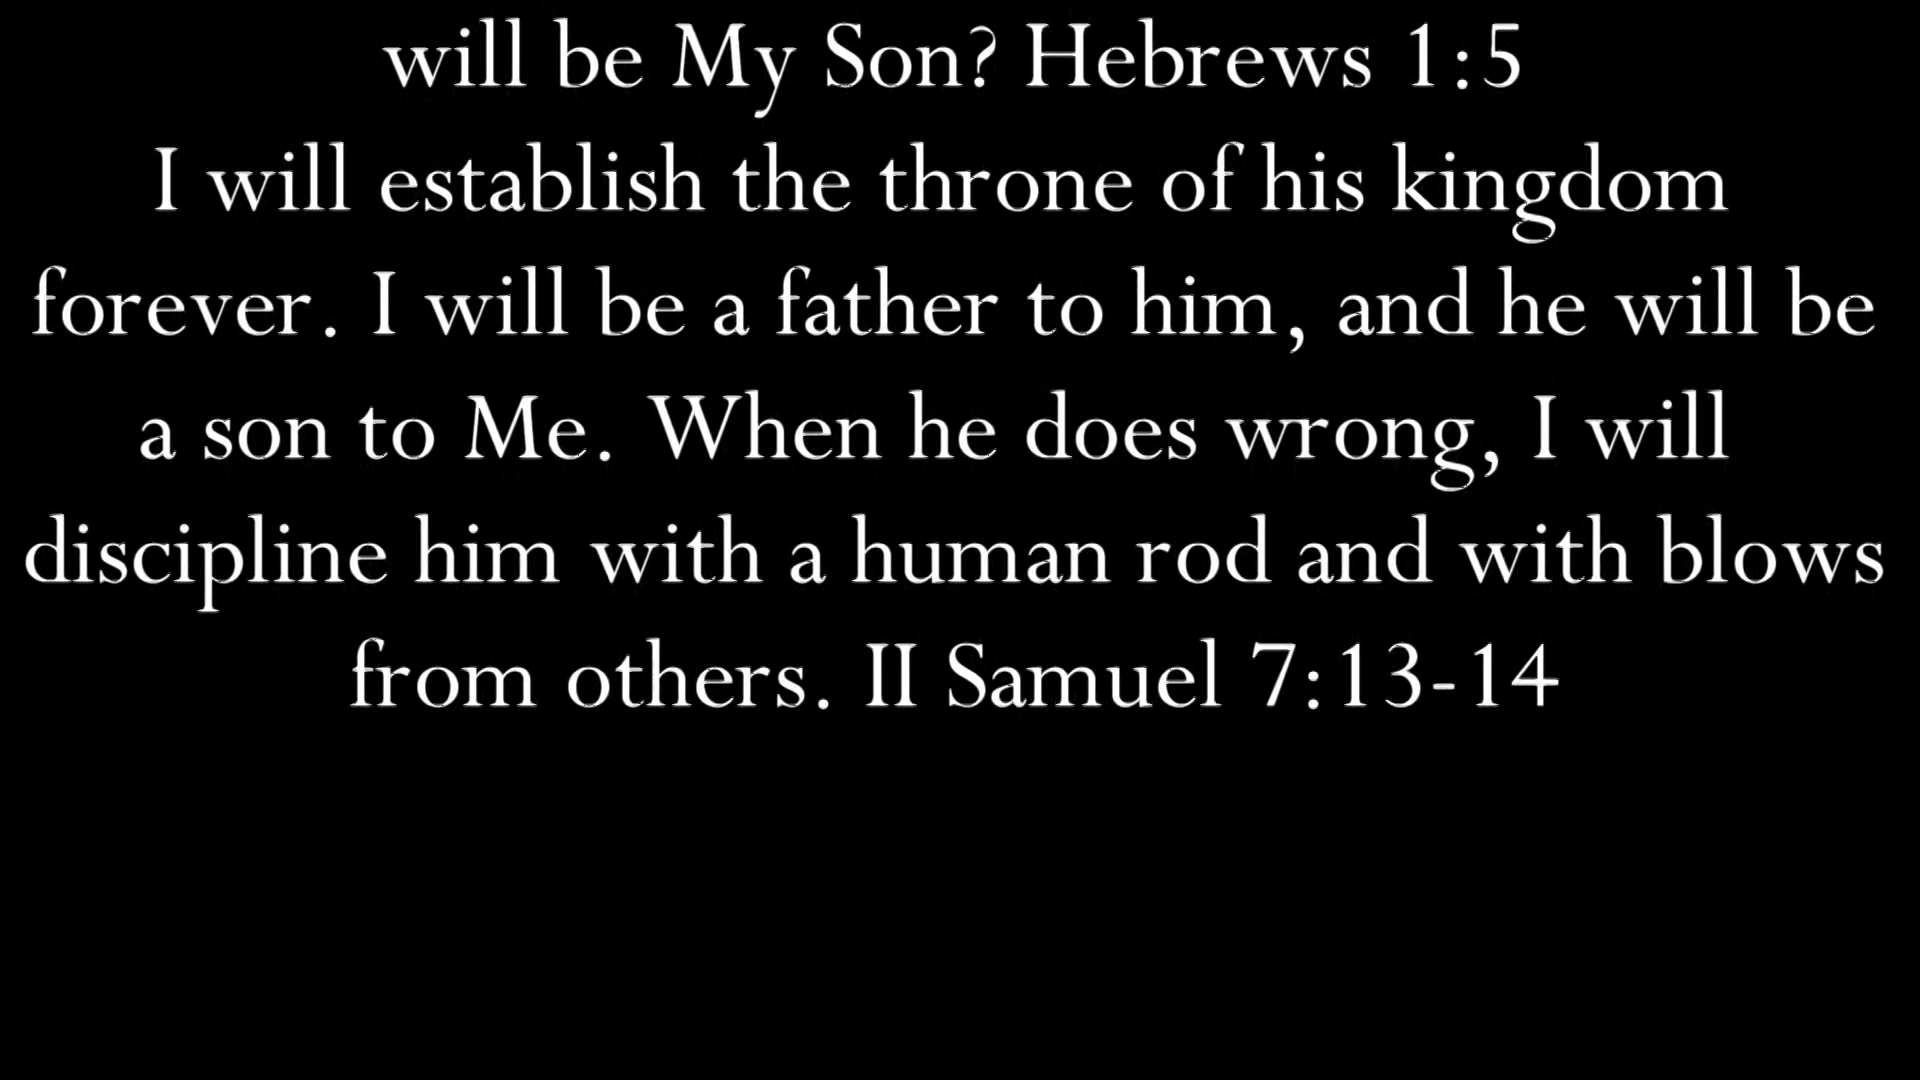 will be My Son? Hebrews 1:5
I will establish the throne of his kingdom
forever. I will be a father to him, and he will be
a son to Me. When he does wrong, I will
discipline him with a human rod and with blows
from others. II Samuel 7:13-14